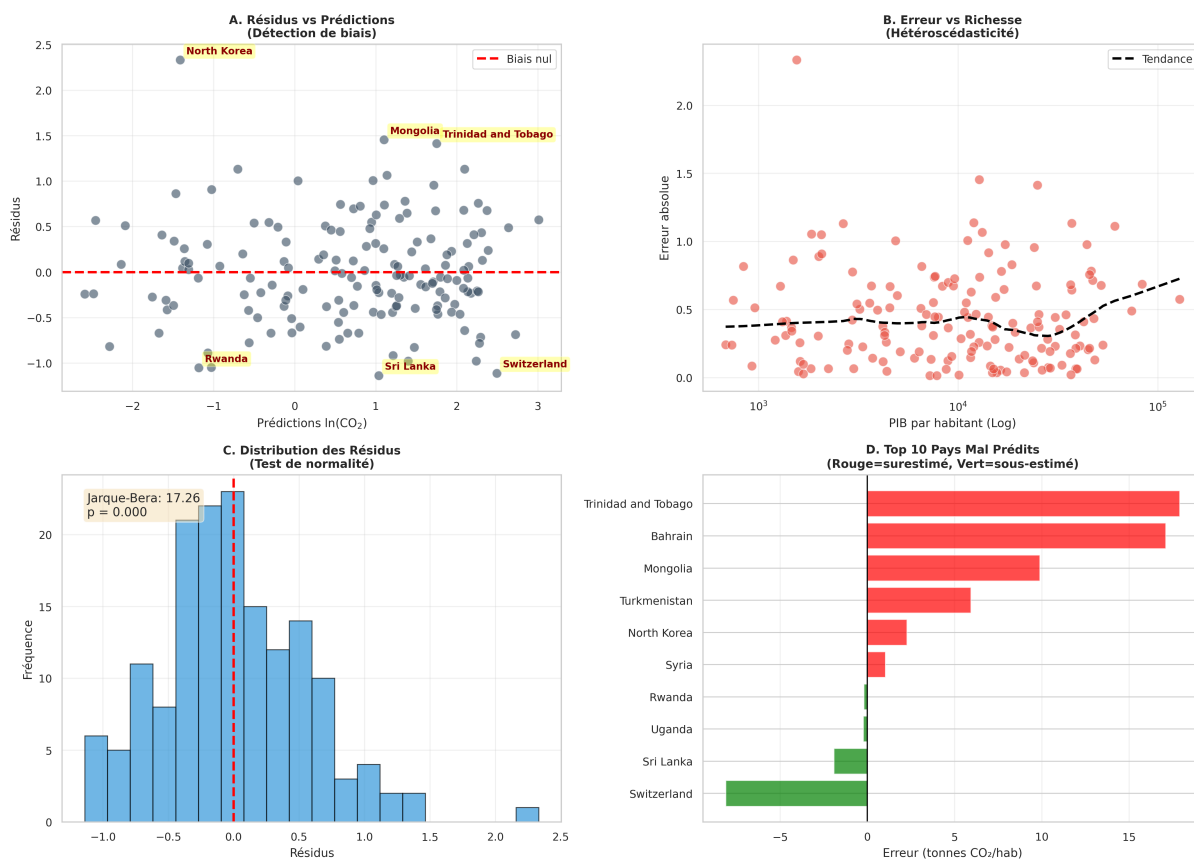 A. Résidus vs Prédictions
(Détection de biais)
2.5
2.0
1.5
1.0
0.5
0.0
−0.5
−1.0
Résidus
North Korea
Mongolia
Trinidad and Tobago
Rwanda
Sri Lanka
Switzerland
Biais nul
−2
−1
0
1
2
3
Prédictions ln(CO₂)
B. Erreur vs Richesse
(Hétéroscédasticité)
2.0
1.5
1.0
0.5
0.0
Erreur absolue
Tendance
10³
10⁴
10⁵
PIB par habitant (Log)
C. Distribution des Résidus
(Test de normalité)
Jarque-Bera: 17.26
p = 0.000
20
15
10
5
0
Fréquence
−1.0
−0.5
0.0
0.5
1.0
1.5
2.0
2.5
Résidus
D. Top 10 Pays Mal Prédits
(Rouge=surestimé, Vert=sous-estimé)
Trinidad and Tobago
Bahrain
Mongolia
Turkmenistan
North Korea
Syria
Rwanda
Uganda
Sri Lanka
Switzerland
−5
0
5
10
15
Erreur (tonnes CO₂/hab)